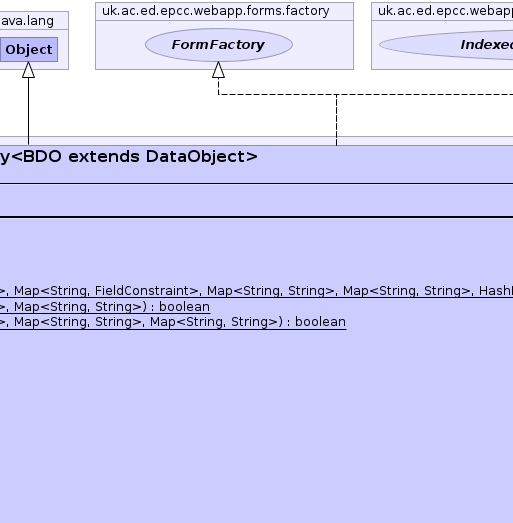 ava.lang
uk.ac.ed.epcc.webapp.forms.factory
uk.ac.ed.epcc.webapp
Object
FormFactory
Indexed
y<BDO extends DataObject>
>, Map<String, FieldConstraint>, Map<String, String>, Map<String, String>, Hash
>, Map<String, String>) : boolean
>, Map<String, String>, Map<String, String>) : boolean